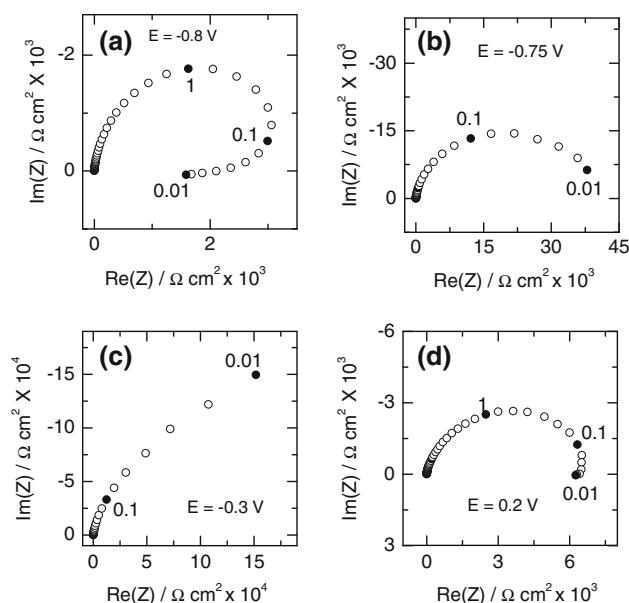 (a)
E = -0.8 V
-2
-1
0
1
0.1
0.01
0
2
Im(Z) / Ω cm² X 10³
Re(Z) / Ω cm² x 10³
(b)
E = -0.75 V
-30
-15
0
0.1
0.01
0
15
30
45
Im(Z) / Ω cm² X 10³
Re(Z) / Ω cm² x 10³
(c)
0.01
-15
-10
-5
0
0.1
E = -0.3 V
0
5
10
15
Im(Z) / Ω cm² X 10⁴
Re(Z) / Ω cm² x 10⁴
(d)
-6
-3
0
1
0.1
0.01
E = 0.2 V
0
3
6
Im(Z) / Ω cm² X 10³
Re(Z) / Ω cm² x 10³